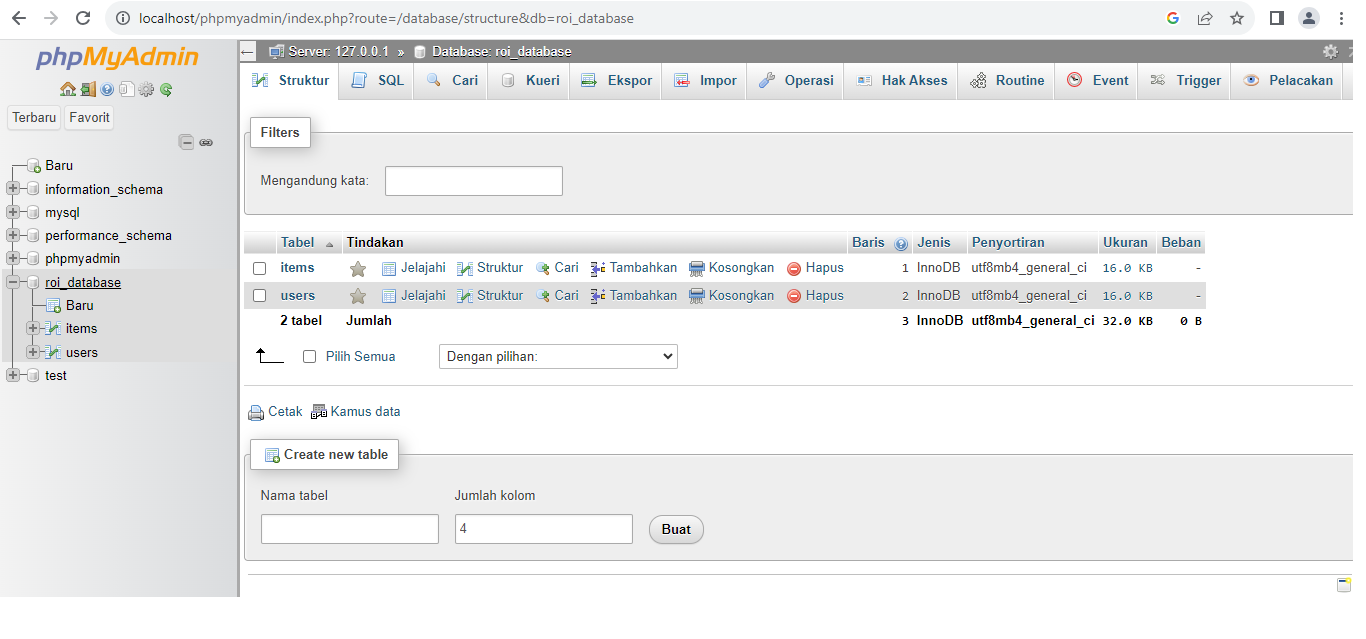 localhost/phpmyadmin/index.php?route=/database/structure&db=roi_database
phpMyAdmin
Terbaru Favorit
Baru
information_schema
mysql
performance_schema
phpmyadmin
roi_database
Baru
items
users
test
Server: 127.0.0.1 » Database: roi_database
Struktur SQL Cari Kueri Ekspor Impor Operasi Hak Akses Routine Event Trigger Pelacakan
Filters
Mengandung kata:
Tabel Tindakan Baris Jenis Penyortiran Ukuran Beban
items Jelajahi Struktur Cari Tambahkan Kosongkan Hapus 1 InnoDB utf8mb4_general_ci 16.0 KB -
users Jelajahi Struktur Cari Tambahkan Kosongkan Hapus 2 InnoDB utf8mb4_general_ci 16.0 KB -
2 tabel Jumlah 3 InnoDB utf8mb4_general_ci 32.0 KB 0 B
Pilih Semua Dengan pilihan:
Cetak Kamus data
Create new table
Nama tabel Jumlah kolom
4 Buat